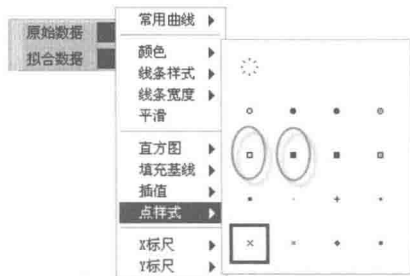 原始数据
拟合数据
常用曲线
颜色
线条样式
线条宽度
平滑
直方图
填充基线
插值
点样式
X标尺
Y标尺